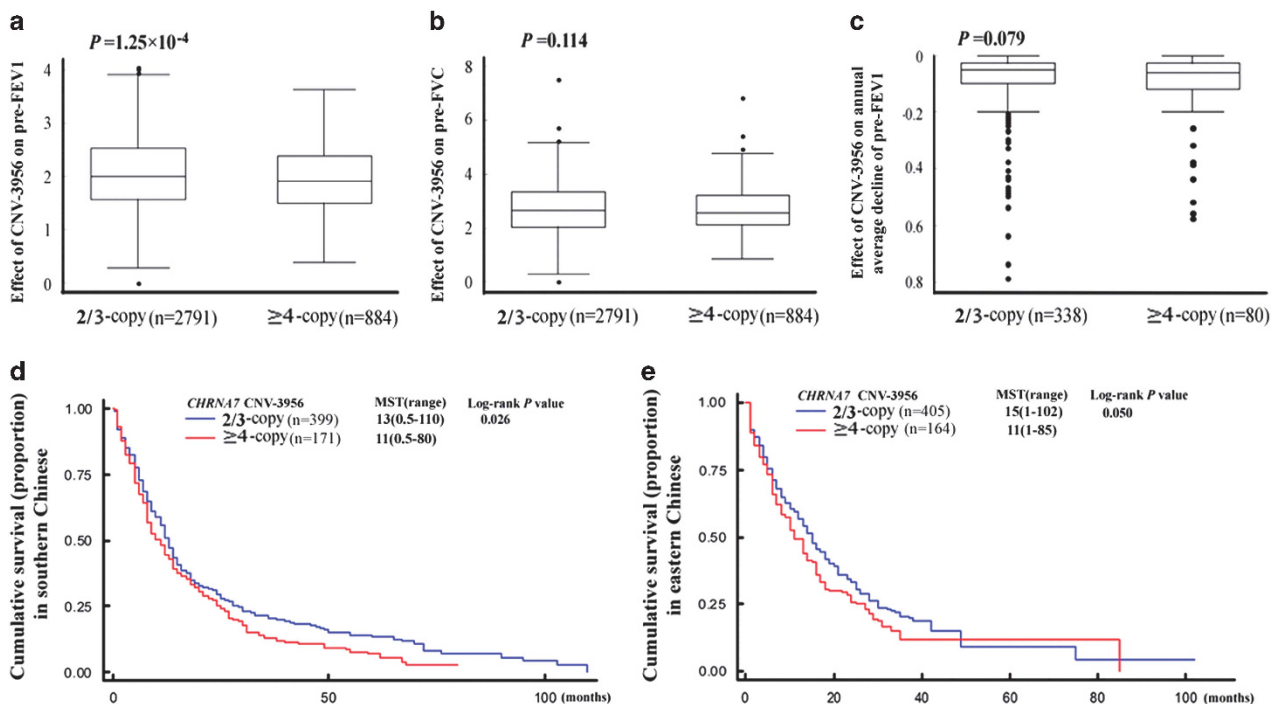 a
P=1.25×10-4
Effect of CNV-3956 on pre-FEV1
4
3
2
1
0
2/3-copy (n=2791)
≥4-copy (n=884)
b
P=0.114
Effect of CNV-3956 on pre-FVC
8
6
4
2
0
2/3-copy (n=2791)
≥4-copy (n=884)
c
P=0.079
Effect of CNV-3956 on annual
average decline of pre-FEV1
0
-0.2
0.4
0.6
0.8
2/3-copy (n=338)
≥4-copy (n=80)
d
CHRNA7 CNV-3956 MST(range) Log-rank P value
2/3-copy (n=399) 13(0.5-110) 0.026
≥4-copy (n=171) 11(0.5-80)
Cumulative survival (proportion)
in southern Chinese
1.00
0.75
0.50
0.25
0.00
0 50 100 (months)
e
CHRNA7 CNV-3956 MST(range) Log-rank P value
2/3-copy (n=405) 15(1-102) 0.050
≥4-copy (n=164) 11(1-85)
Cumulative survival (proportion)
in eastern Chinese
1.00
0.75
0.50
0.25
0.00
0 20 40 60 80 100 (months)